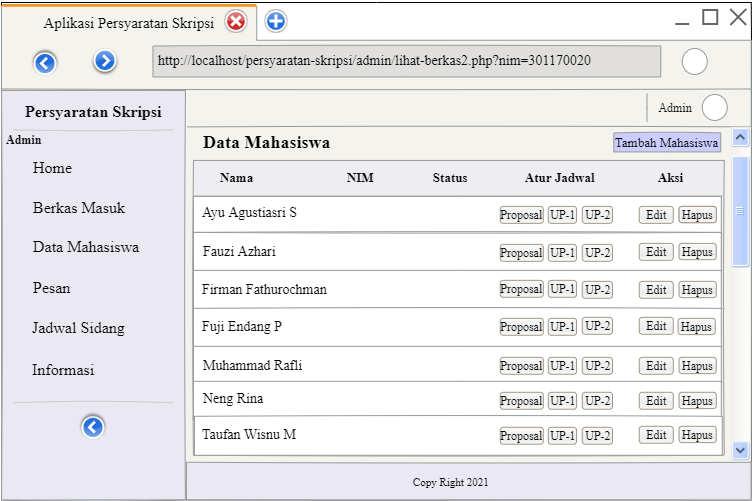 Aplikasi Persyaratan Skripsi
http://localhost/persyaratan-skripsi/admin/lihat-berkas2.php?nim=301170020
Persyaratan Skripsi
Admin
Home
Berkas Masuk
Data Mahasiswa
Pesan
Jadwal Sidang
Informasi
Admin
Data Mahasiswa Tambah Mahasiswa
Nama NIM Status Atur Jadwal Aksi
Ayu Agustiasri S Proposal UP-1 UP-2 Edit Hapus
Fauzi Azhari Proposal UP-1 UP-2 Edit Hapus
Firman Fathurochman Proposal UP-1 UP-2 Edit Hapus
Fuji Endang P Proposal UP-1 UP-2 Edit Hapus
Muhammad Rafli Proposal UP-1 UP-2 Edit Hapus
Neng Rina Proposal UP-1 UP-2 Edit Hapus
Taufan Wisnu M Proposal UP-1 UP-2 Edit Hapus
Copy Right 2021